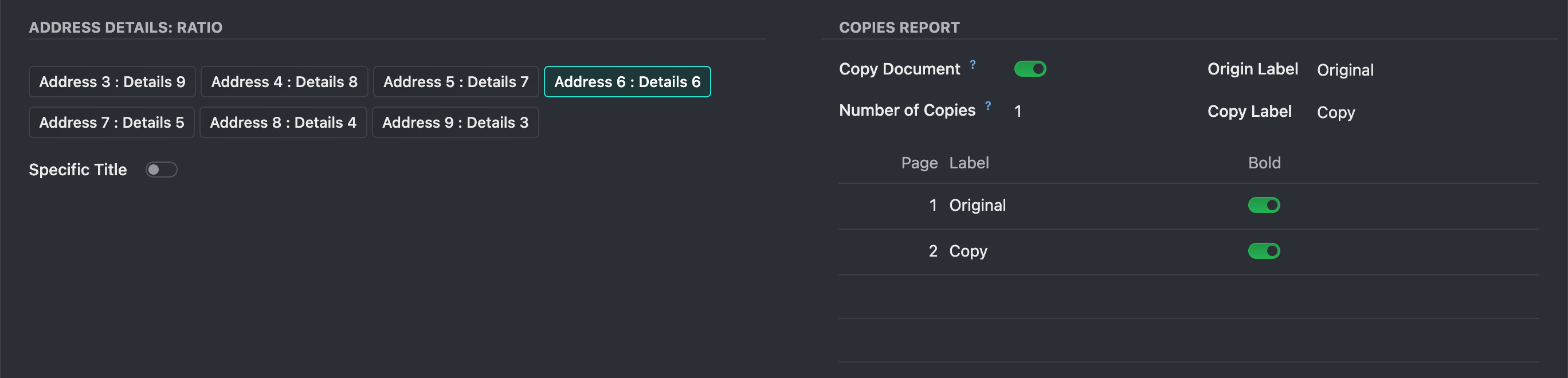 ADDRESS DETAILS: RATIO
Address 3 : Details 9
Address 4 : Details 8
Address 5 : Details 7
Address 6 : Details 6
Address 7 : Details 5
Address 8 : Details 4
Address 9 : Details 3
Specific Title
COPIES REPORT
Copy Document ?
Origin Label Original
Number of Copies ? 1
Copy Label Copy
Page Label Bold
1 Original
2 Copy